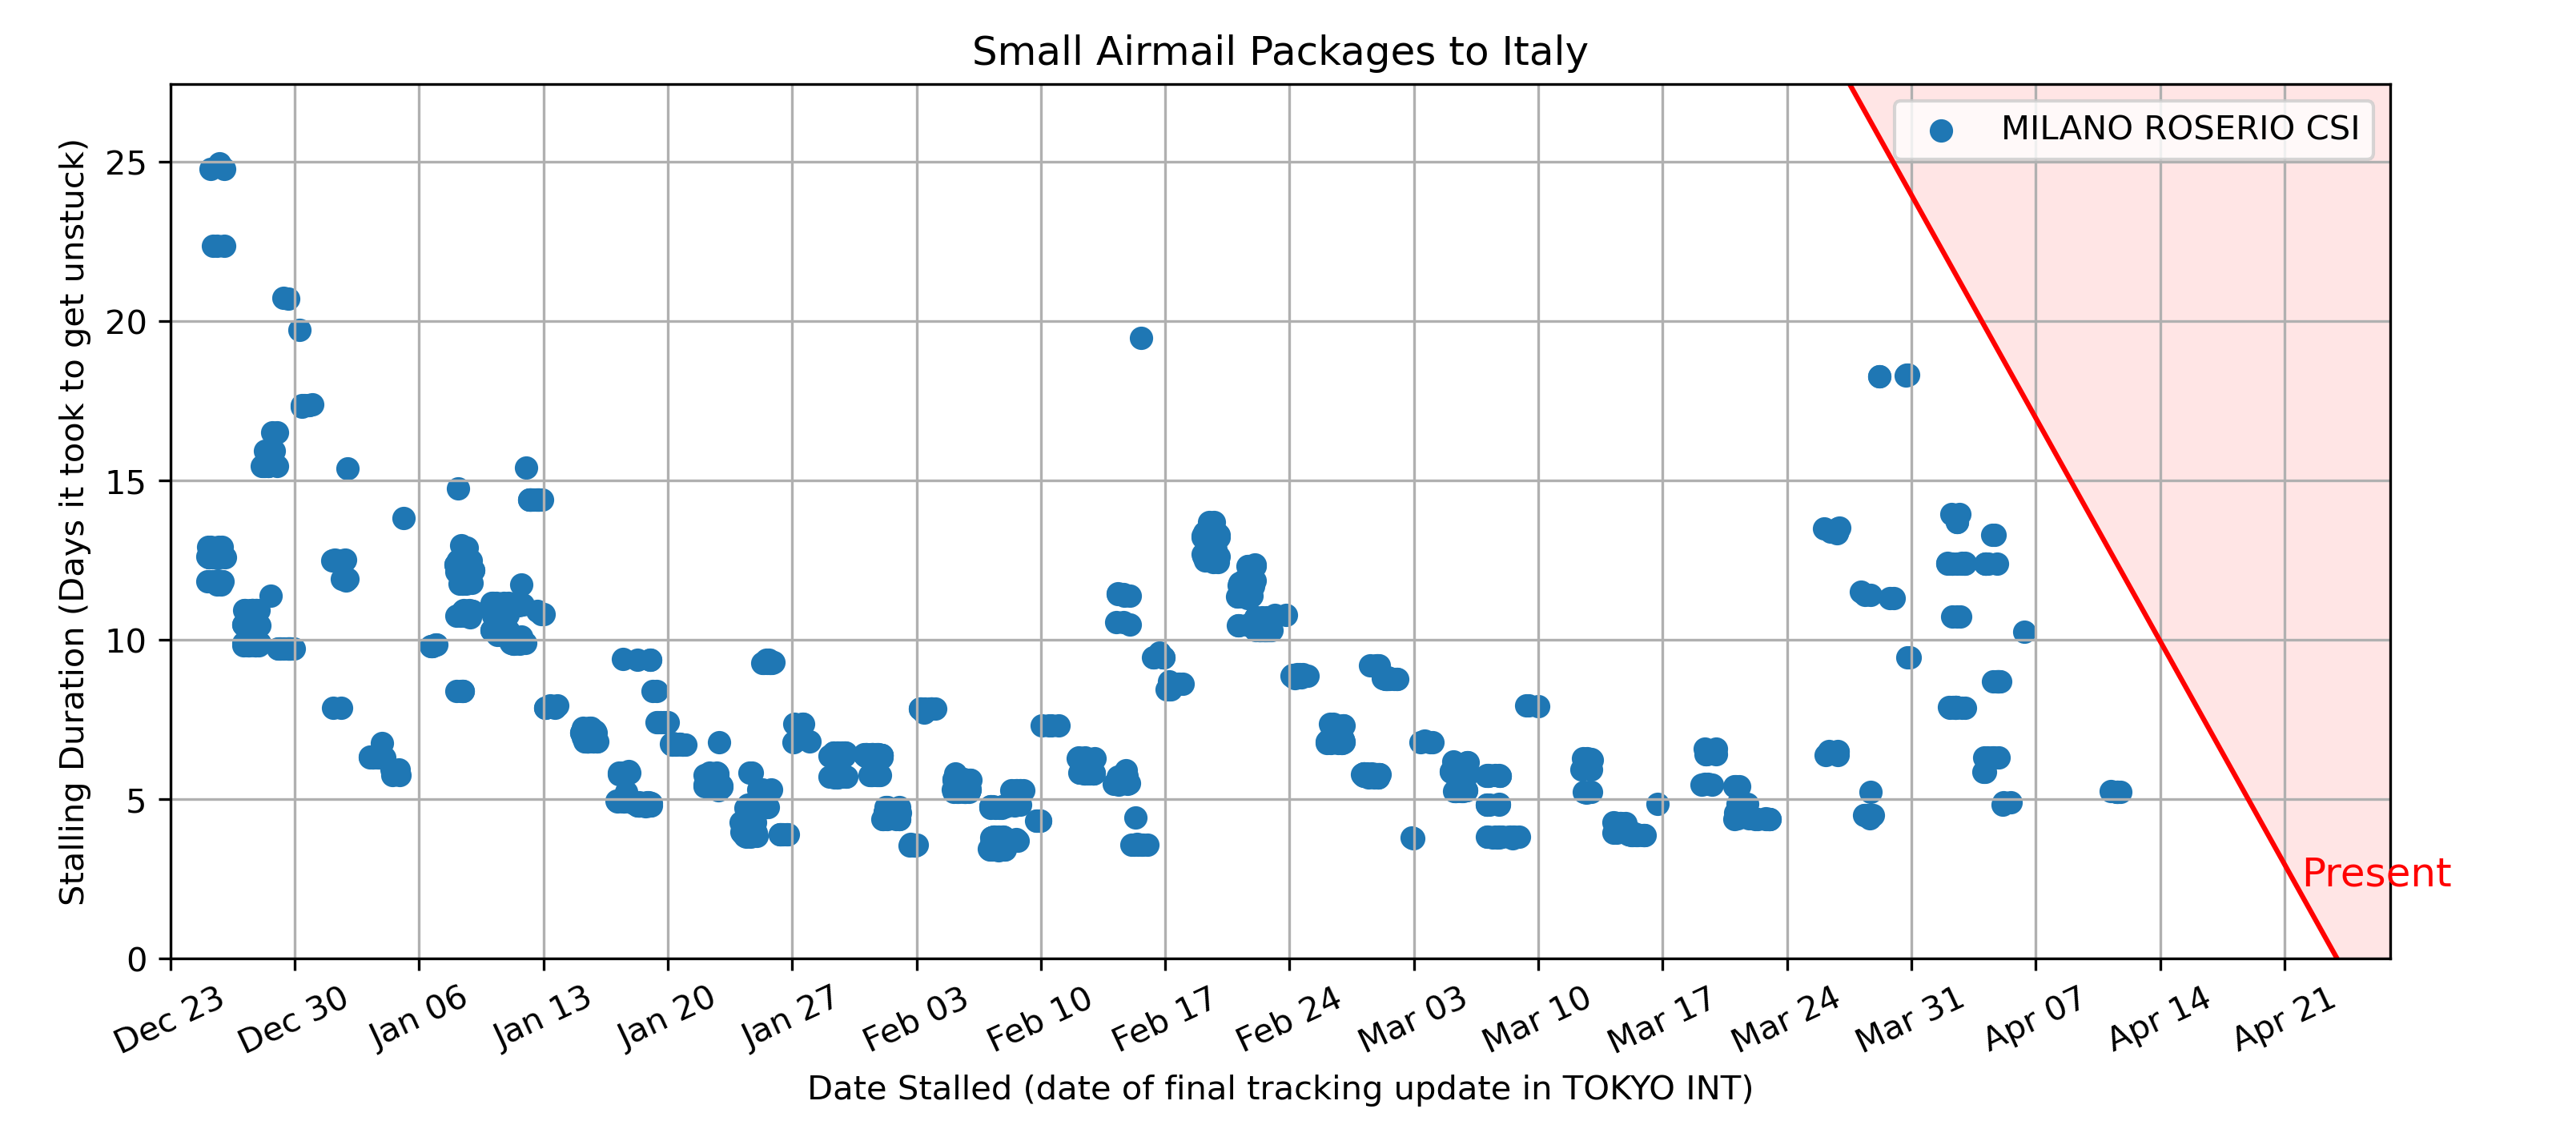 Small Airmail Packages to Italy
MILANO ROSERIO CSI
Stalling Duration (Days it took to get unstuck)
25
20
15
10
5
0
Present
Dec 23
Dec 30
Jan 06
Jan 13
Jan 20
Jan 27
Feb 03
Feb 10
Feb 17
Feb 24
Mar 03
Mar 10
Mar 17
Mar 24
Mar 31
Apr 07
Apr 14
Apr 21
Date Stalled (date of final tracking update in TOKYO INT)